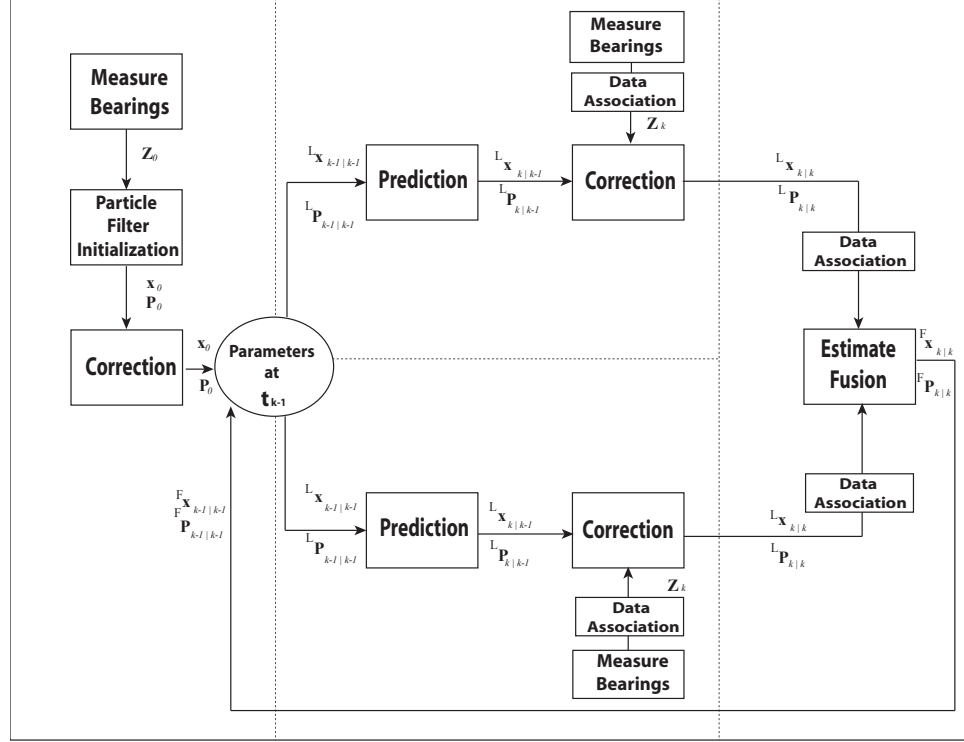 Measure
Bearings
Z0
Particle
Filter
Initialization
x0
P0
Correction
x0
P0
Parameters
at
tk-1
Lxk-1|k-1
LPk-1|k-1
Prediction
Lxk|k-1
LPk|k-1
Measure
Bearings
Data
Association
Zk
Correction
Lxk|k
LPk|k
Data
Association
Estimate
Fusion
Fxk|k
FPk|k
Data
Association
Fxk-1|k-1
FPk-1|k-1
Lxk-1|k-1
LPk-1|k-1
Prediction
Lxk|k-1
LPk|k-1
Correction
Lxk|k
LPk|k
Zk
Data
Association
Measure
Bearings